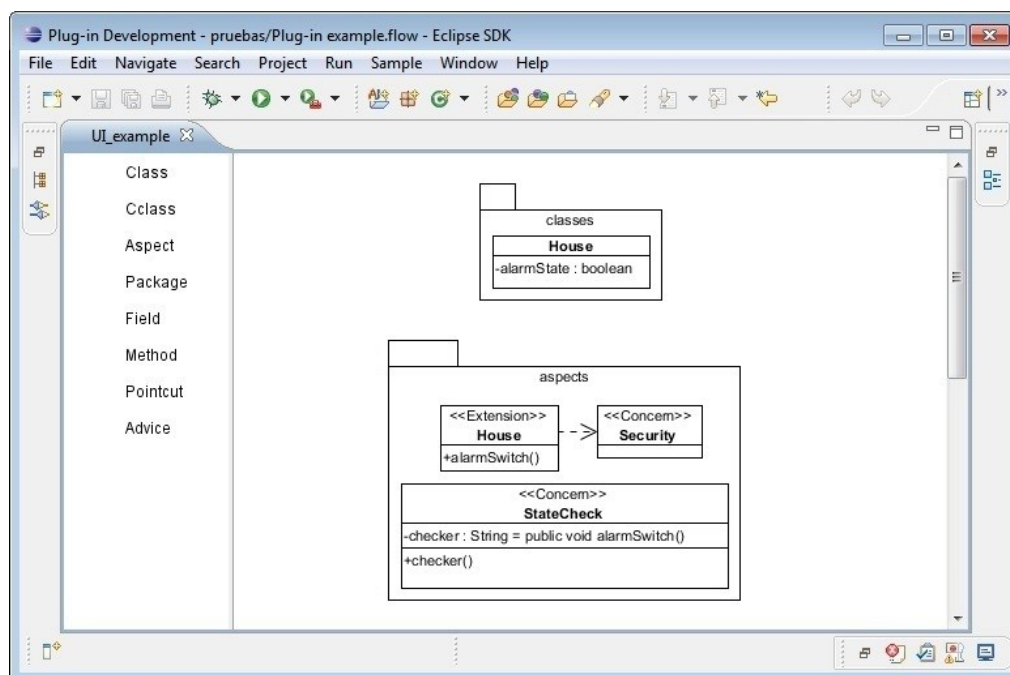 Plug-in Development - pruebas/Plug-in example.flow - Eclipse SDK
File Edit Navigate Search Project Run Sample Window Help
UI_example
Class
Cclass
Aspect
Package
Field
Method
Pointcut
Advice
classes
House
-alarmState : boolean
aspects
<<Extension>>
House
+alarmSwitch()
<<Concern>>
Security
<<Concern>>
StateCheck
-checker : String = public void alarmSwitch()
+checker()